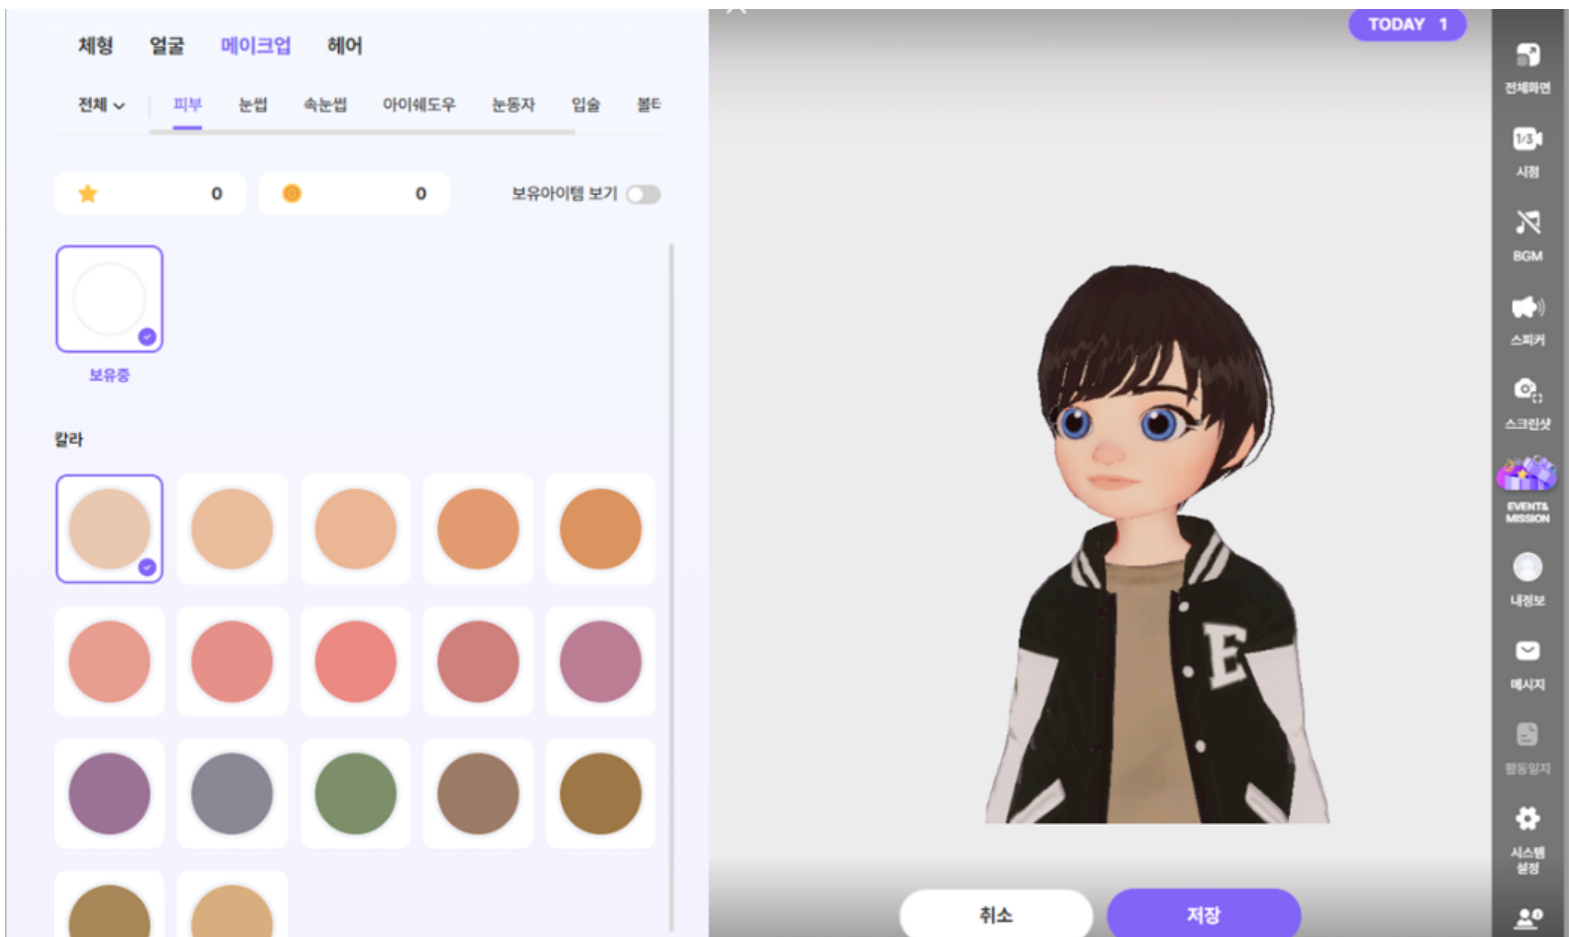 체형 얼굴 메이크업 헤어
전체 피부 눈썹 속눈썹 아이쉐도우 눈동자 입술 볼터
0 0 보유아이템 보기
보유중
칼라
TODAY 1
E
취소 저장
전체화면
1/3
시점
BGM
스피커
스크린샷
EVENT&
MISSION
내정보
메시지
활동일지
시스템
설정